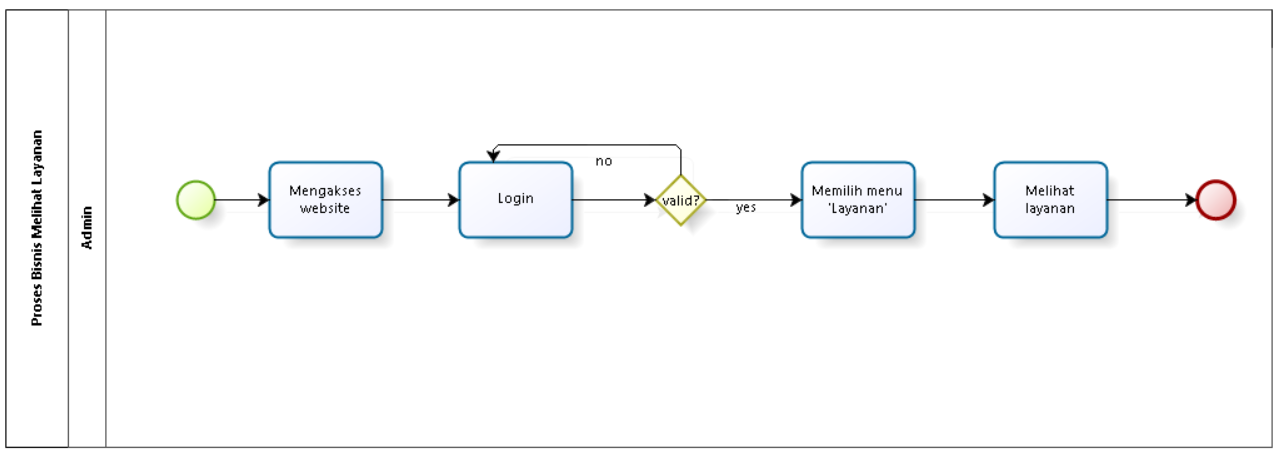 Proses Bisnis Melihat Layanan
Admin
Mengakses
website
Login
no
valid?
yes
Memilih menu
'Layanan'
Melihat
layanan